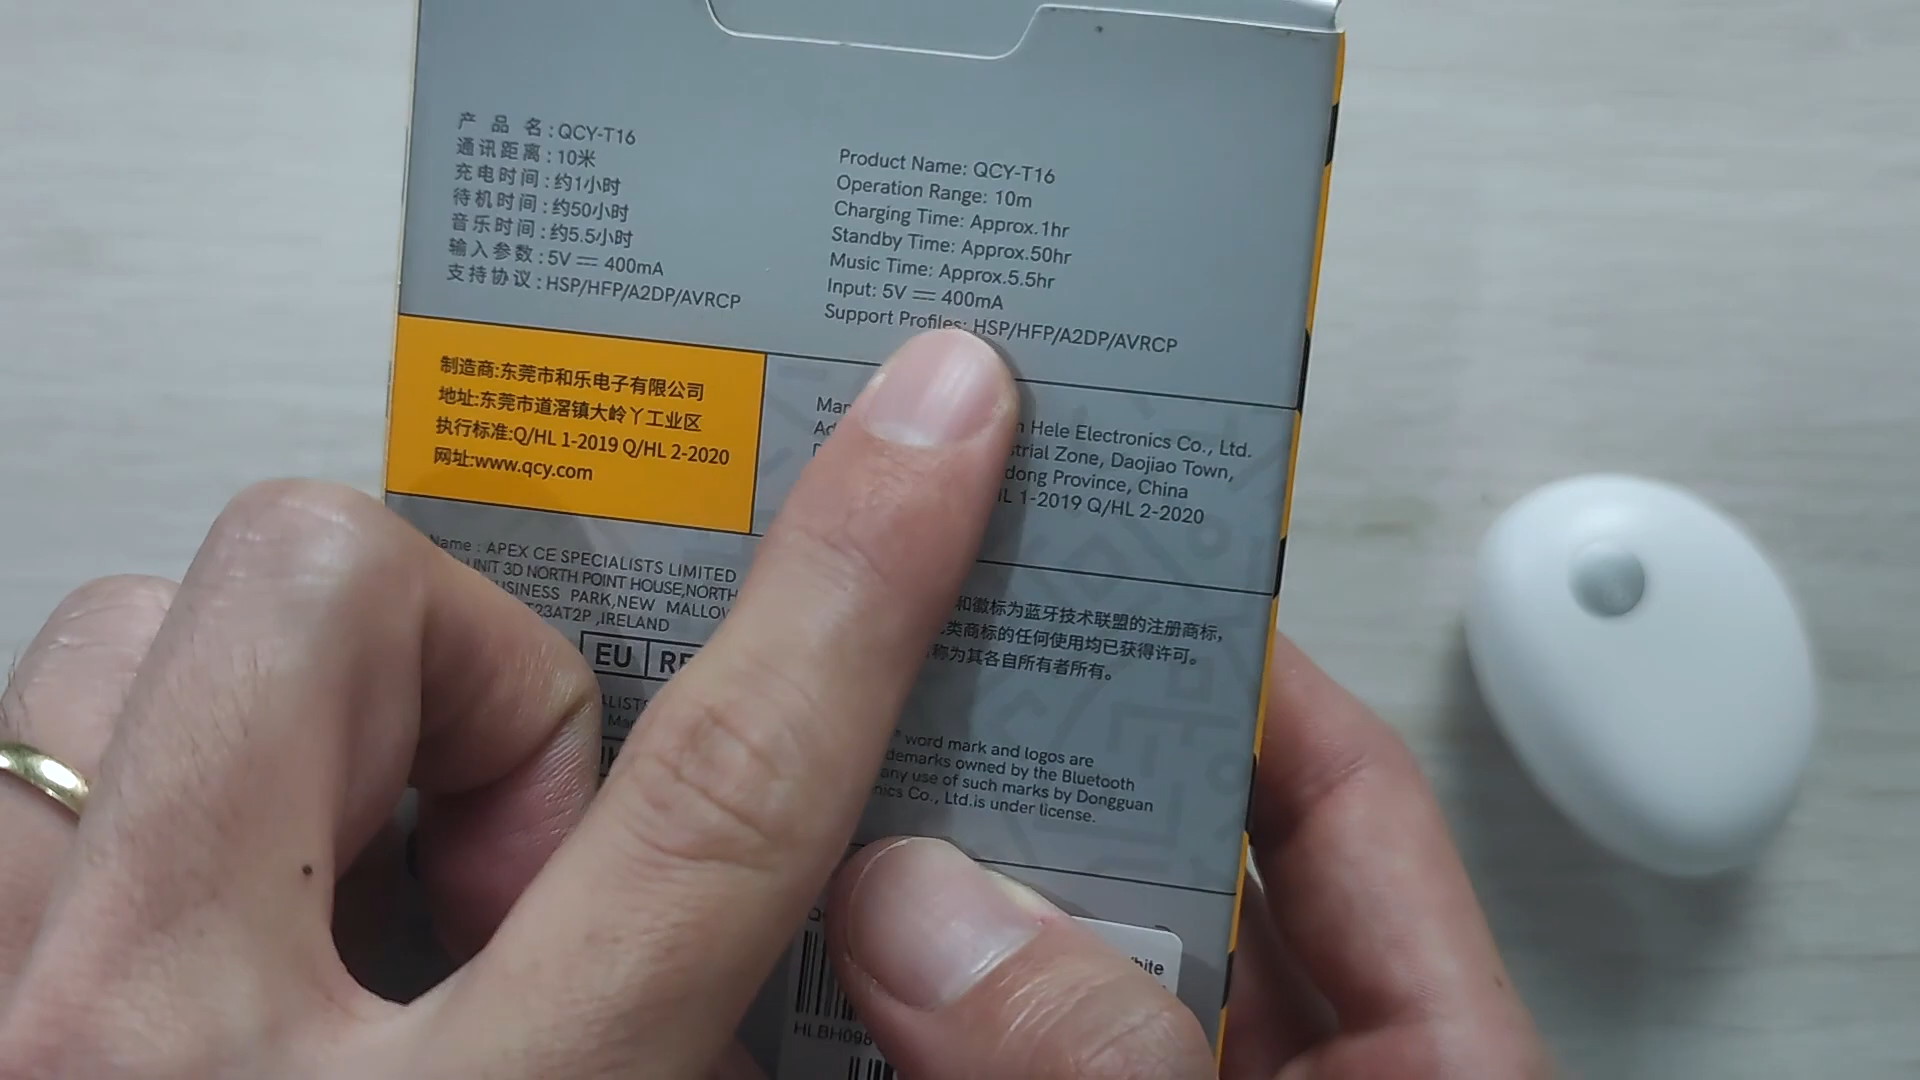 产品名:QCY-T16
通讯距离:10米
充电时间:约1小时
待机时间:约50小时
音乐时间:约5.5小时
输入参数:5V ⎓ 400mA
支持协议:HSP/HFP/A2DP/AVRCP
Product Name: QCY-T16
Operation Range: 10m
Charging Time: Approx.1hr
Standby Time: Approx.50hr
Music Time: Approx.5.5hr
Input: 5V ⎓ 400mA
Support Profiles: HSP/HFP/A2DP/AVRCP
制造商:东莞市和乐电子有限公司
地址:东莞市道滘镇大岭丫工业区
执行标准:Q/HL 1-2019 Q/HL 2-2020
网址:www.qcy.com
Hele Electronics Co., Ltd.
Zone, Daojiao Town,
Province, China
1-2019 Q/HL 2-2020
Name : APEX CE SPECIALISTS LIMITED
UNIT 3D NORTH POINT HOUSE,NORTH
PARK,NEW
,IRELAND
EU
和徽标为蓝牙技术联盟的注册商标,
类商标的任何使用均已获得许可。
称为其各自所有者所有。
word mark and logos are
owned by the Bluetooth
any use of such marks by Dongguan
Co., Ltd.is under license.